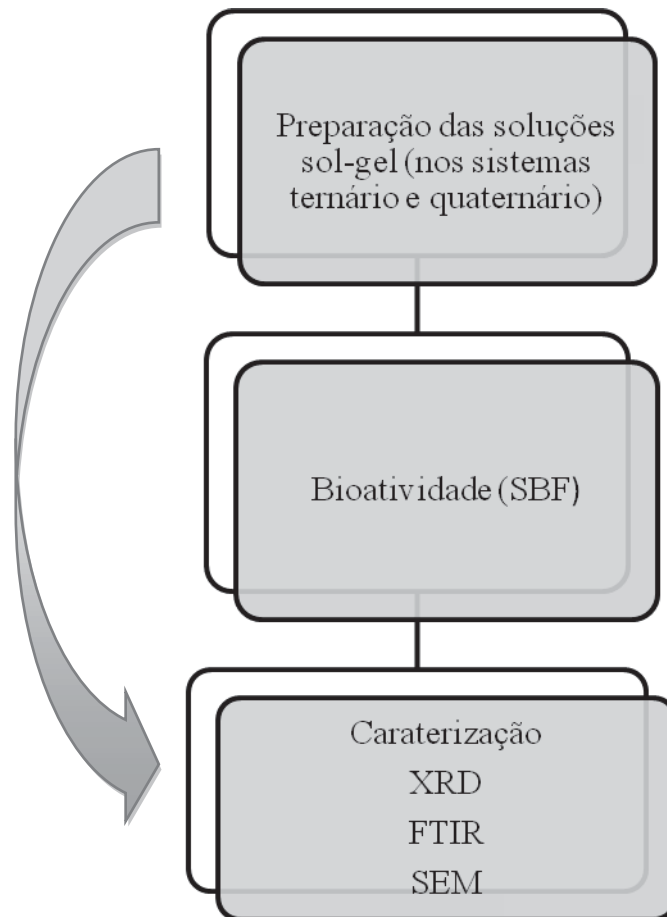 Preparação das soluções
sol-gel (nos sistemas
ternário e quaternário)
Bioatividade (SBF)
Caraterização
XRD
FTIR
SEM